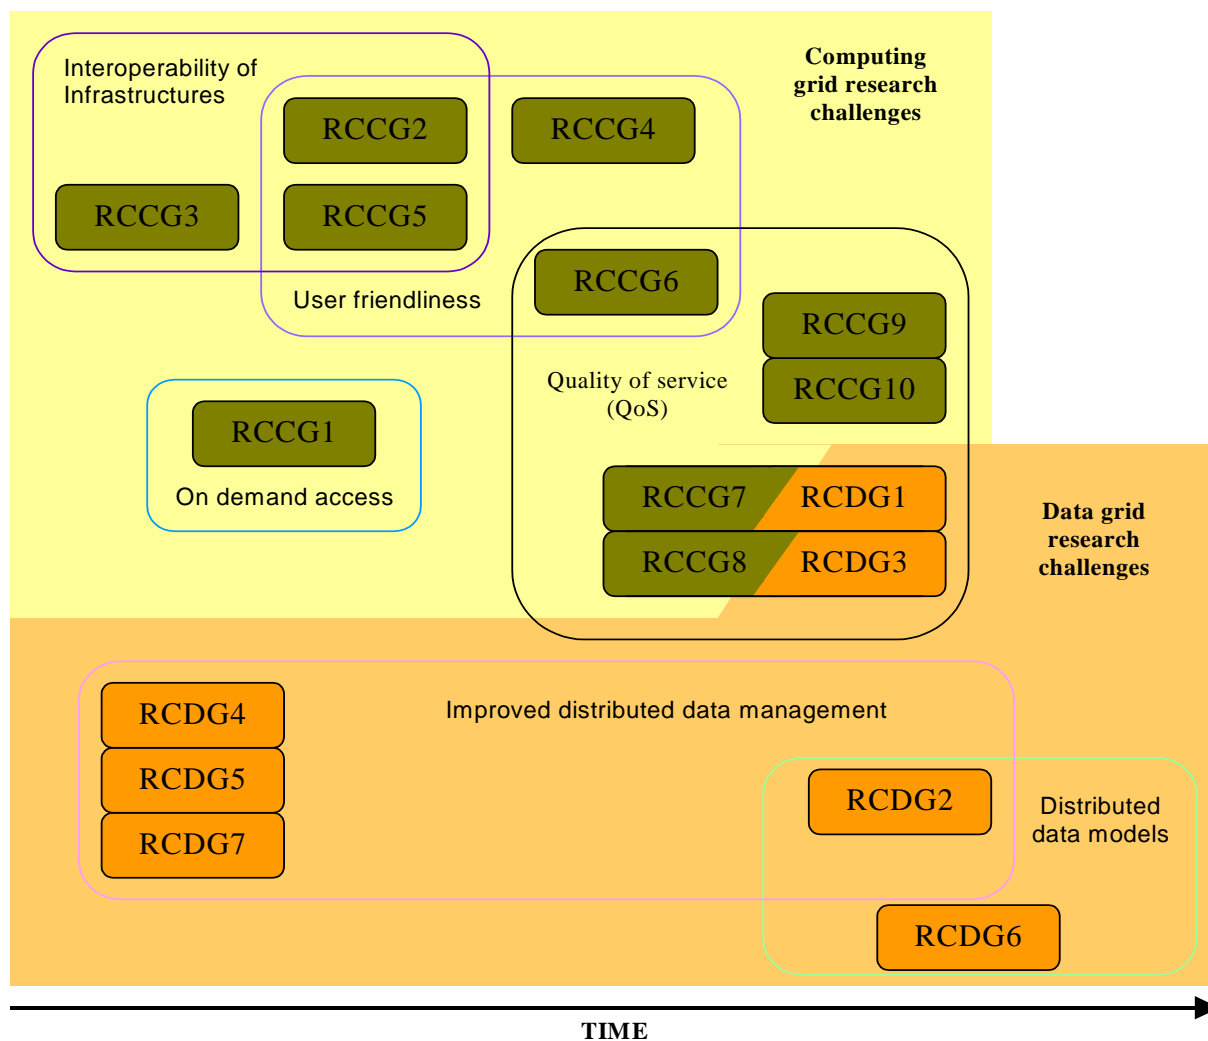 Interoperability of
Infrastructures
Computing
grid research
challenges
RCCG2
RCCG4
RCCG3
RCCG5
User friendliness
RCCG6
RCCG9
RCCG10
Quality of service
(QoS)
RCCG1
On demand access
RCCG7
RCDG1
RCCG8
RCDG3
Data grid
research
challenges
Improved distributed data management
RCDG4
RCDG5
RCDG7
RCDG2
Distributed
data models
RCDG6
TIME